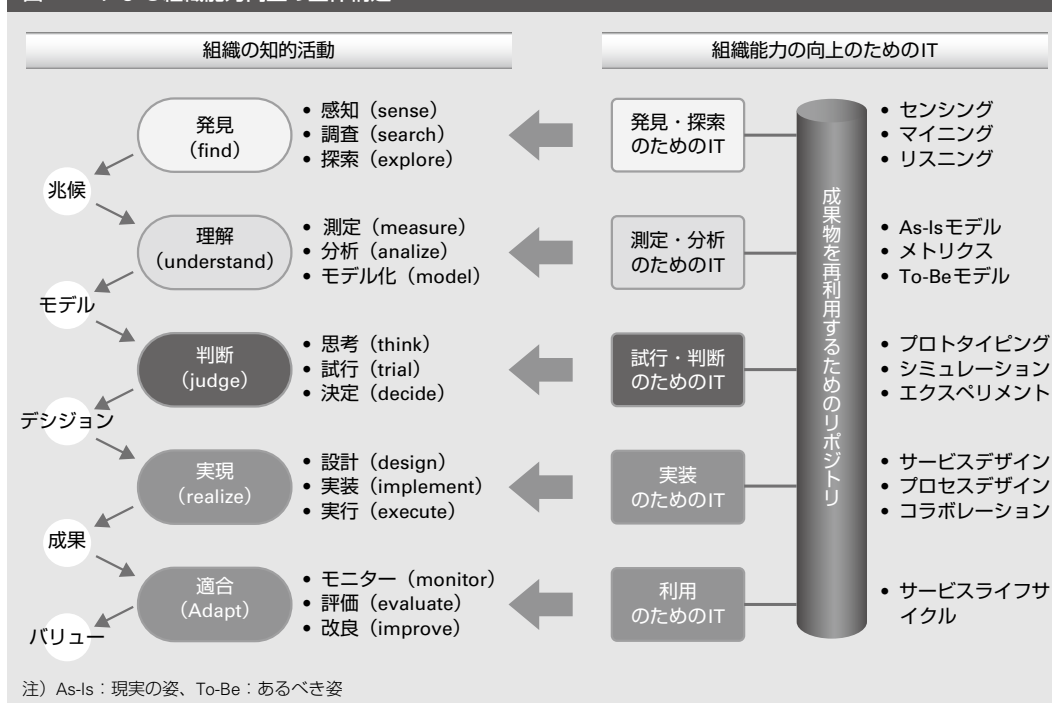 組織の知的活動
組織能力の向上のためのIT
発見
(find)
• 感知（sense）
• 調査（search）
• 探索（explore）
発見・探索
のためのIT
• センシング
• マイニング
• リスニング
兆候
理解
(understand)
• 測定（measure）
• 分析（analize）
• モデル化（model）
測定・分析
のためのIT
• As-Isモデル
• メトリクス
• To-Beモデル
モデル
判断
(judge)
• 思考（think）
• 試行（trial）
• 決定（decide）
試行・判断
のためのIT
• プロトタイピング
• シミュレーション
• エクスペリメント
デシジョン
実現
(realize)
• 設計（design）
• 実装（implement）
• 実行（execute）
実装
のためのIT
• サービスデザイン
• プロセスデザイン
• コラボレーション
成果
適合
(Adapt)
• モニター（monitor）
• 評価（evaluate）
• 改良（improve）
利用
のためのIT
• サービスライフサ
イクル
バリュー
成果物を再利用するためのリポジトリ
注）As-Is：現実の姿、To-Be：あるべき姿